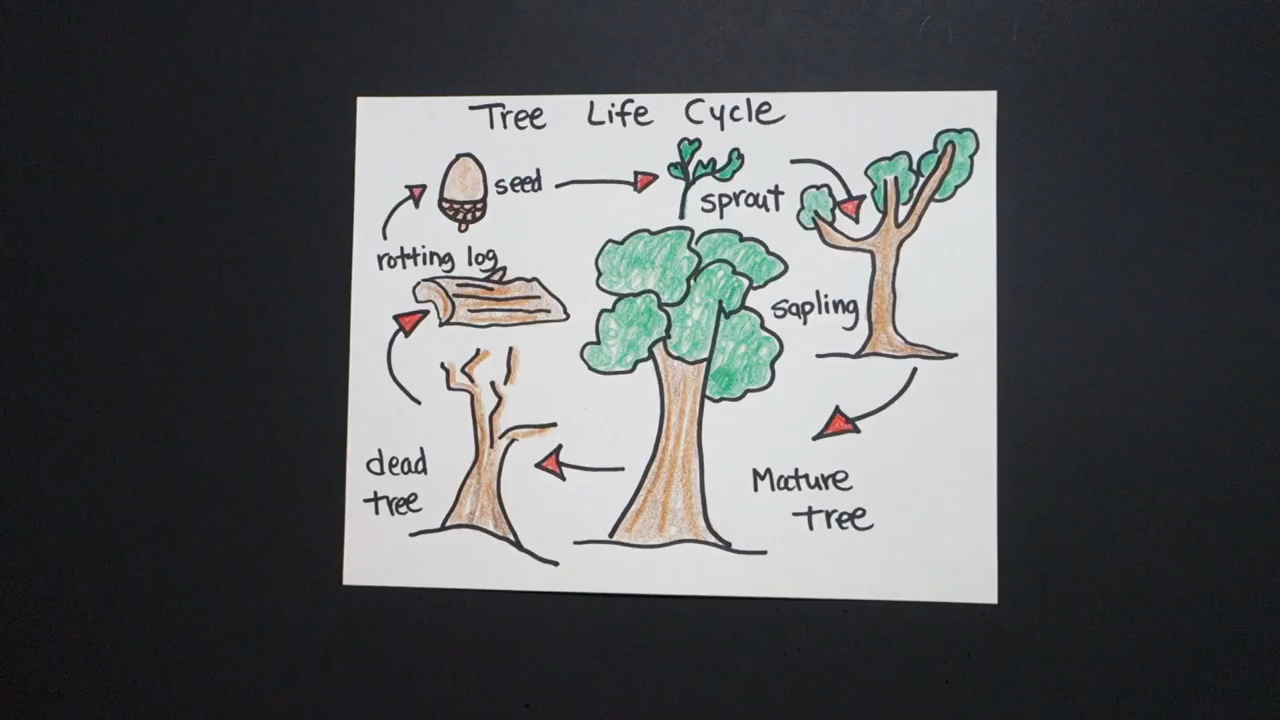 Tree Life Cycle
seed
sprout
rotting log
sapling
dead
tree
Mature
tree